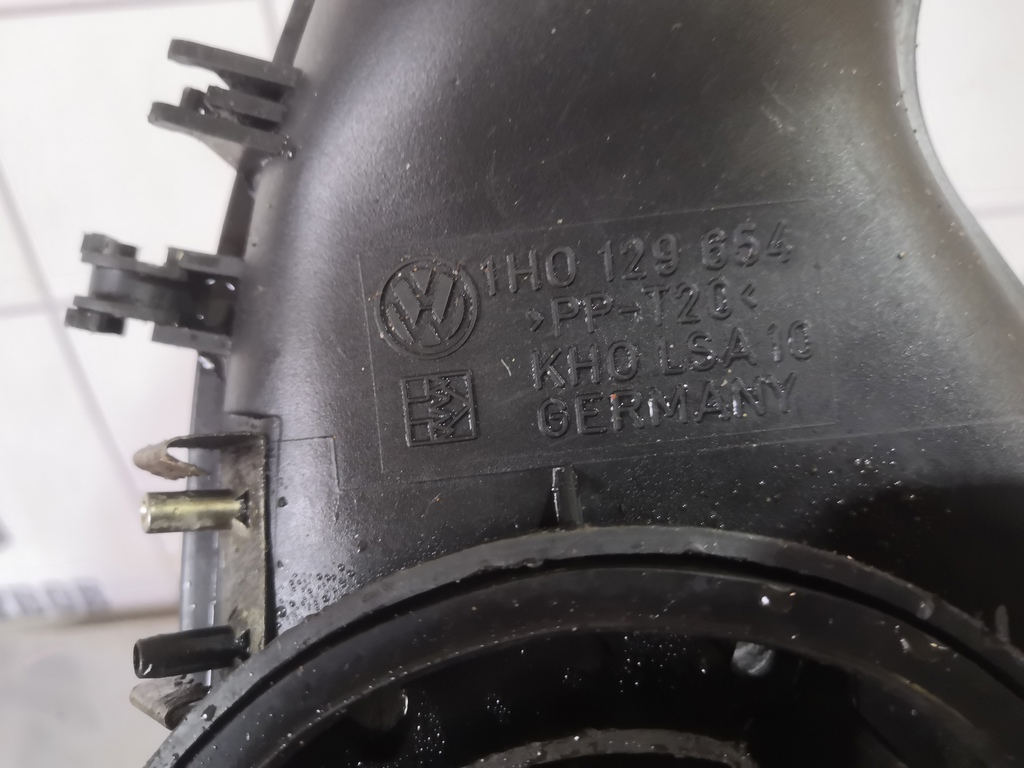 1H0 129 654
>PP-T20<
KHO LSA 10
GERMANY